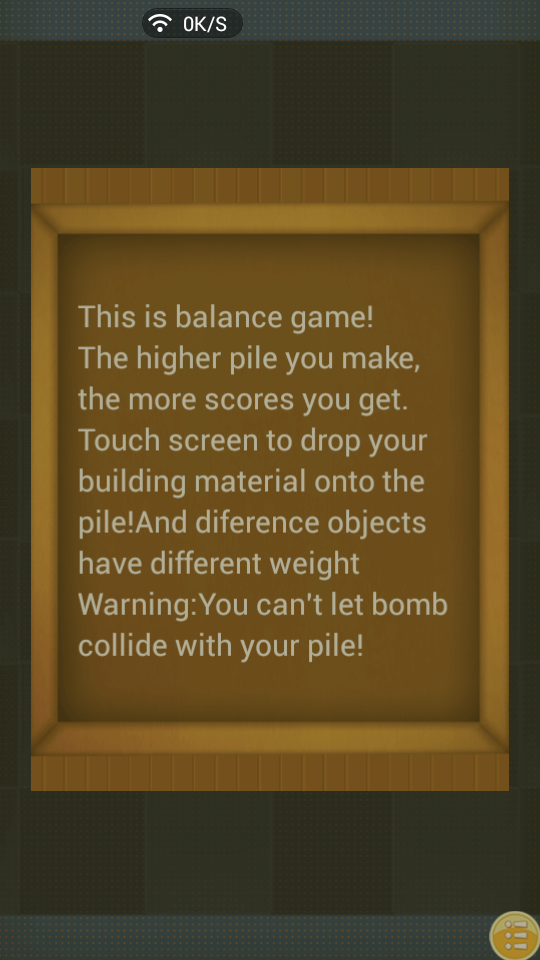 0K/S
This is balance game!
The higher pile you make,
the more scores you get.
Touch screen to drop your
building material onto the
pile!And diference objects
have different weight
Warning:You can't let bomb
collide with your pile!